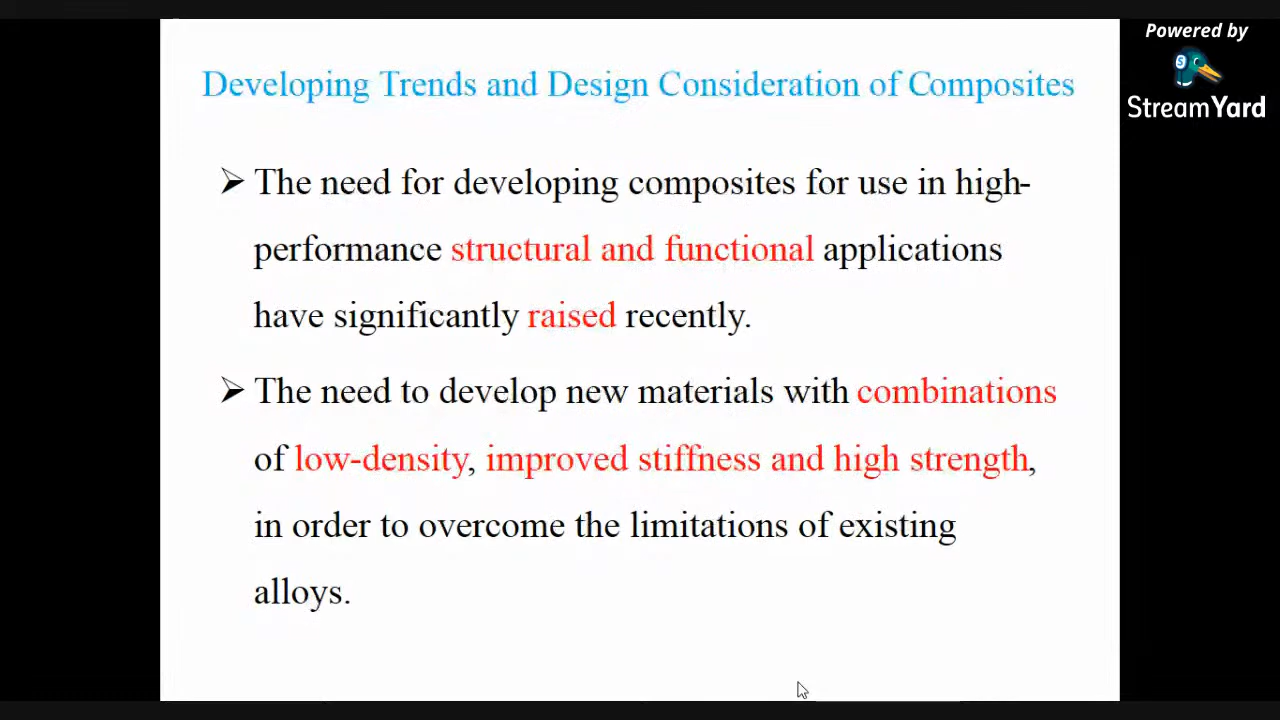 Powered by
StreamYard
Developing Trends and Design Consideration of Composites
➢ The need for developing composites for use in high-
performance structural and functional applications
have significantly raised recently.
➢ The need to develop new materials with combinations
of low-density, improved stiffness and high strength,
in order to overcome the limitations of existing
alloys.